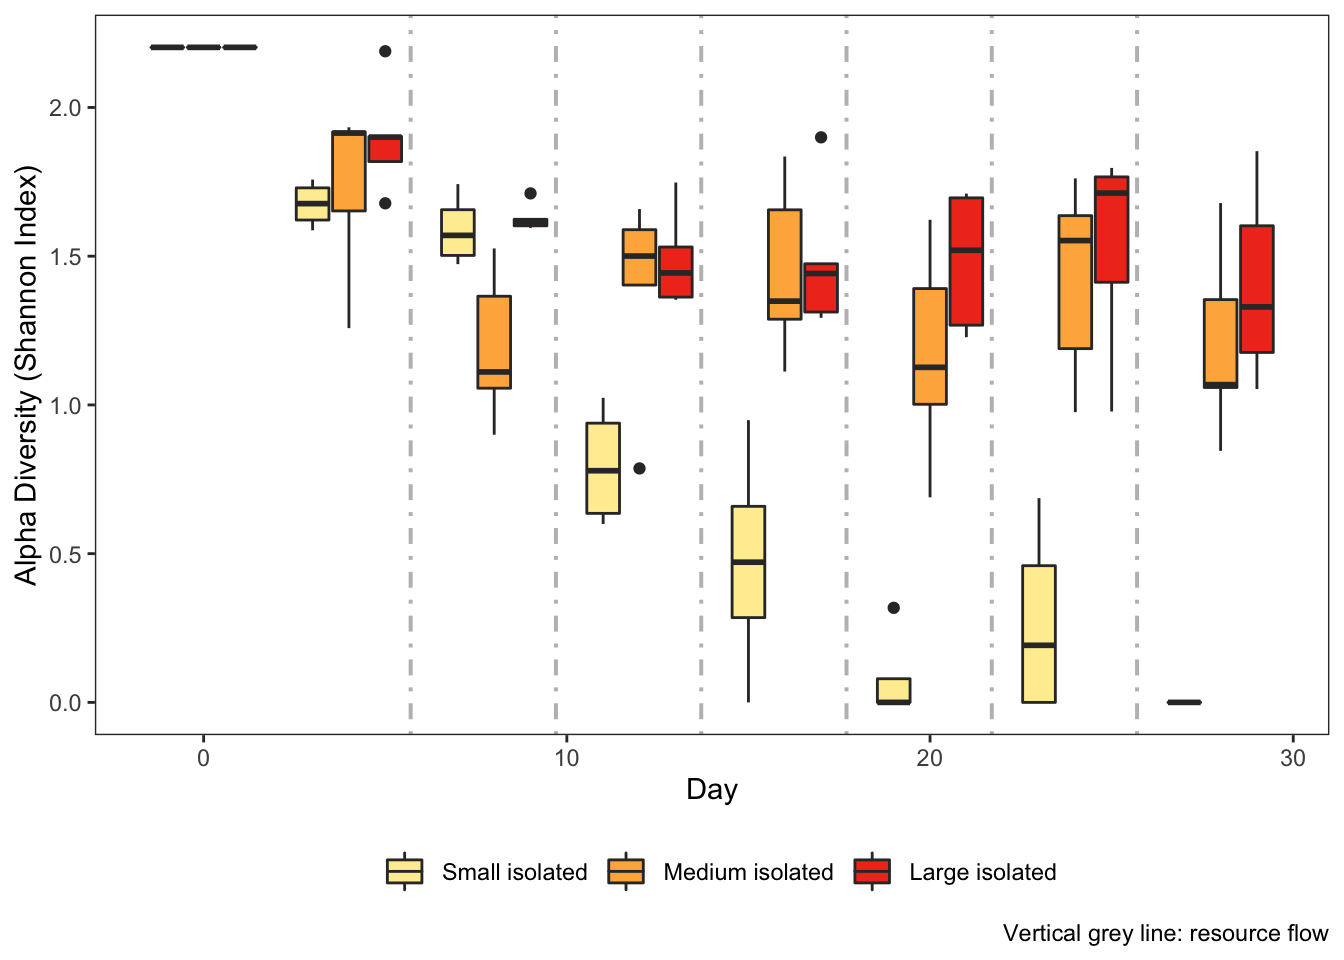 Alpha Diversity (Shannon Index)
2.0
1.5
1.0
0.5
0.0
0 10 20 30
Day
Small isolated Medium isolated Large isolated
Vertical grey line: resource flow